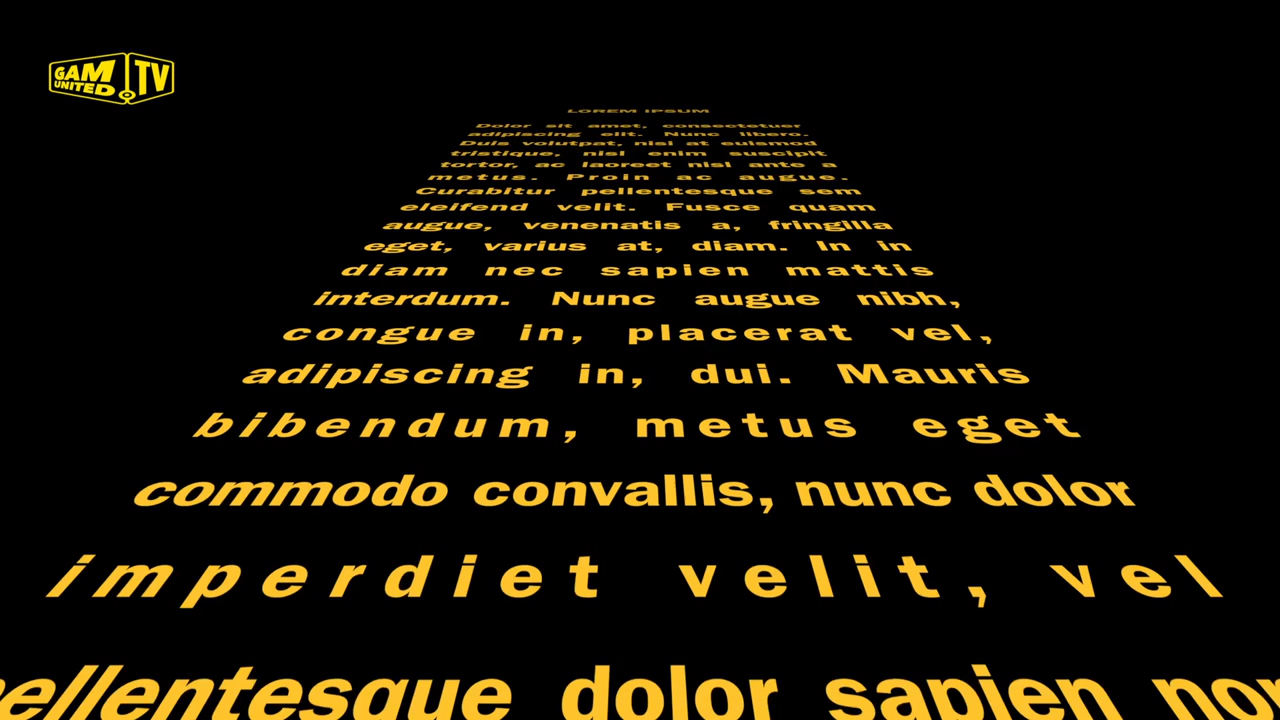 GAM
UNITED
TV
LOREM IPSUM
Dolor sit amet, consectetuer
adipiscing elit. Nunc libero.
Duis volutpat, nisl at euismod
tristique, nisl enim suscipit
tortor, ac laoreet nisl ante a
metus. Proin ac augue.
Curabitur pellentesque sem
eleifend velit. Fusce quam
augue, venenatis a, fringilla
eget, varius at, diam. In in
diam nec sapien mattis
interdum. Nunc augue nibh,
congue in, placerat vel,
adipiscing in, dui. Mauris
bibendum, metus eget
commodo convallis, nunc dolor
imperdiet velit, vel
ellentesque dolor sapien non